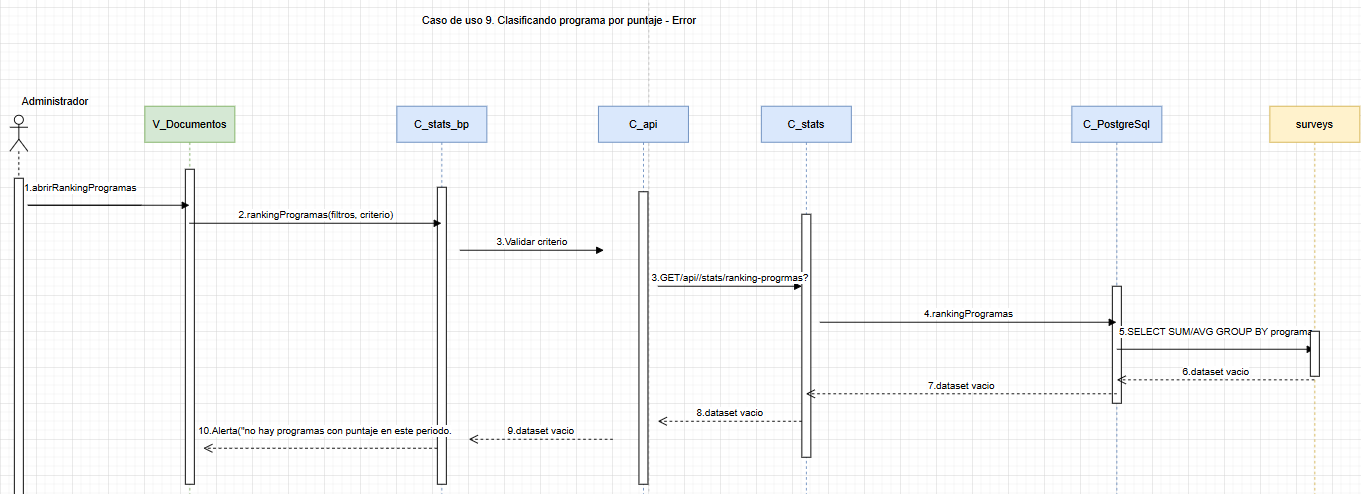 Caso de uso 9. Clasificando programa por puntaje - Error
Administrador
V_Documentos
C_stats_bp
C_api
C_stats
C_PostgreSql
surveys
1.abrirRankingProgramas
2.rankingProgramas(filtros, criterio)
3.Validar criterio
3.GET/api//stats/ranking-progrmas?
4.rankingProgramas
5.SELECT SUM/AVG GROUP BY programa
6.dataset vacio
7.dataset vacio
8.dataset vacio
9.dataset vacio
10.Alerta("no hay programas con puntaje en este periodo.